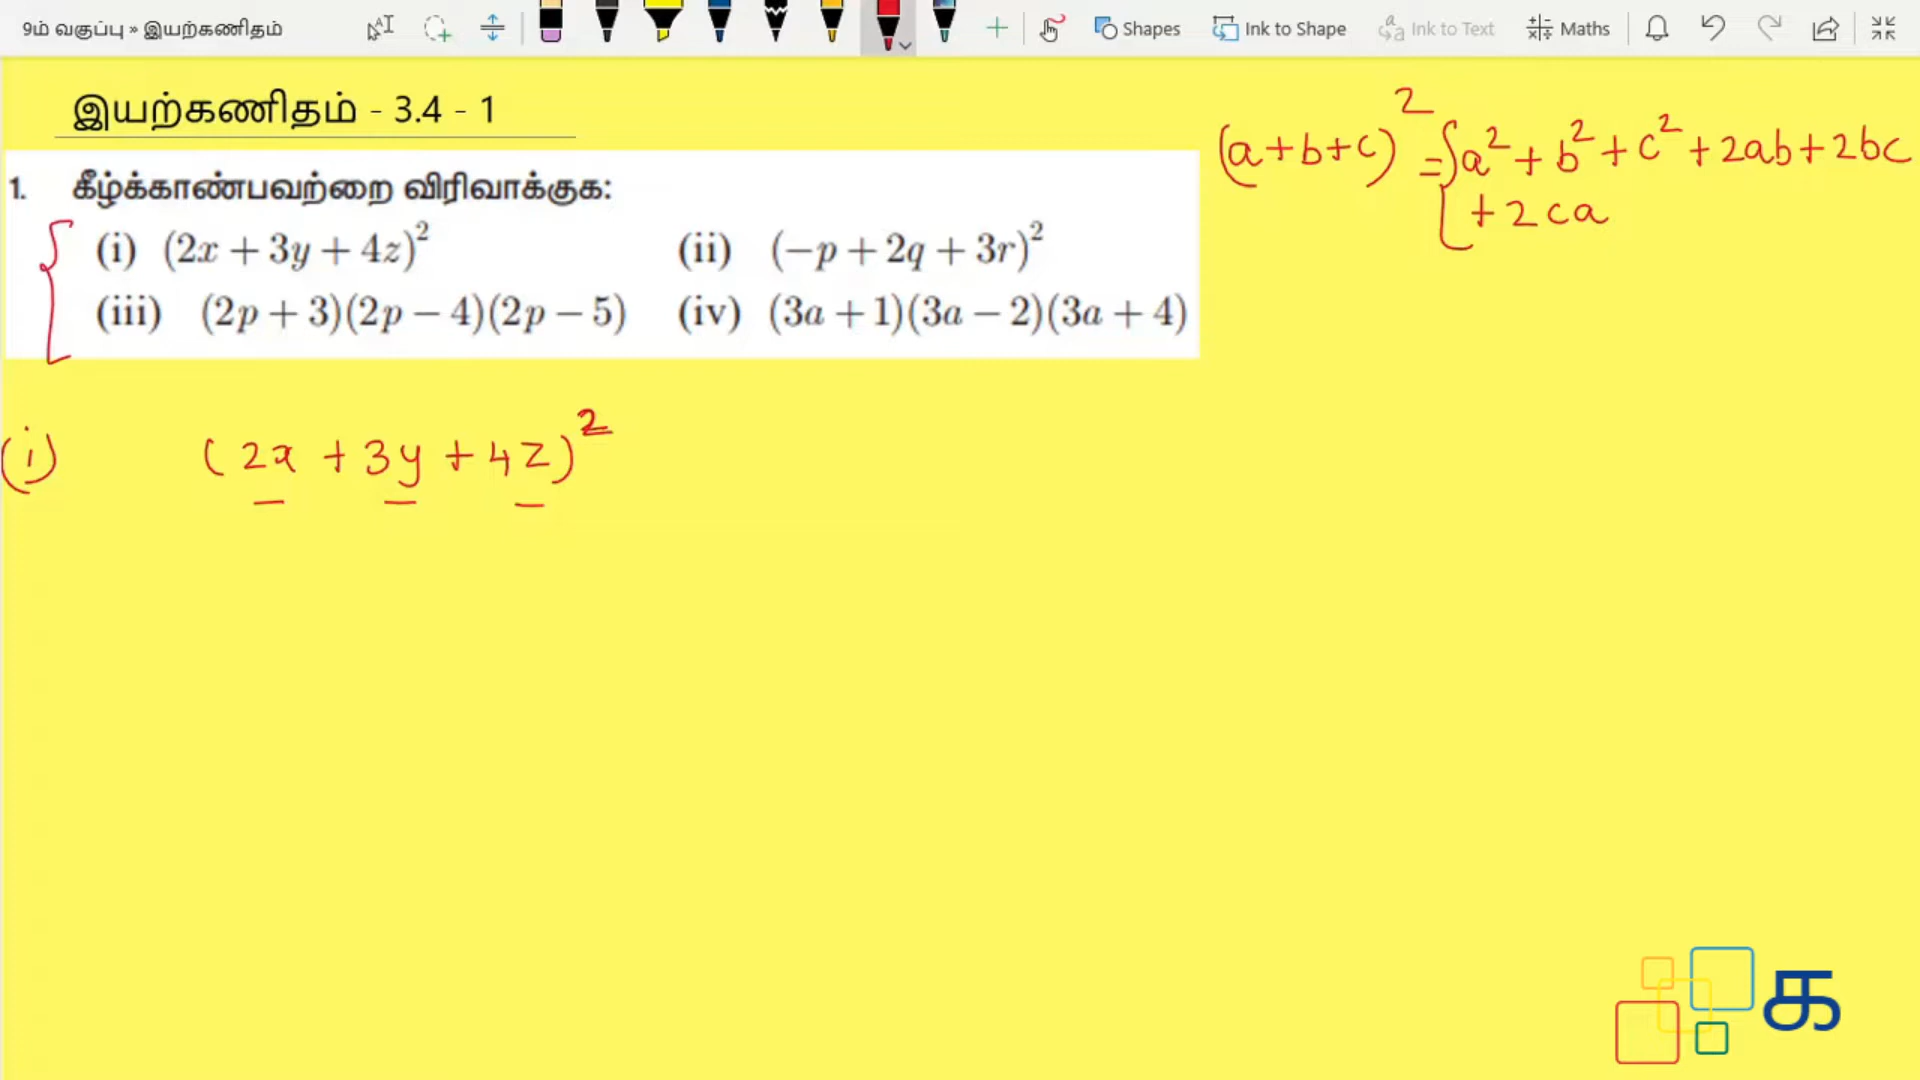 9ம் வகுப்பு » இயற்கணிதம்
Shapes
Ink to Shape
Ink to Text
Maths
இயற்கணிதம் - 3.4 - 1
1. கீழ்க்காண்பவற்றை விரிவாக்குக:
(i) (2x + 3y + 4z)² (ii) (−p + 2q + 3r)²
(iii) (2p + 3)(2p − 4)(2p − 5) (iv) (3a + 1)(3a − 2)(3a + 4)
(a+b+c)² = a² + b² + c² + 2ab + 2bc
+ 2ca
(i) (2x + 3y + 4z)²
க